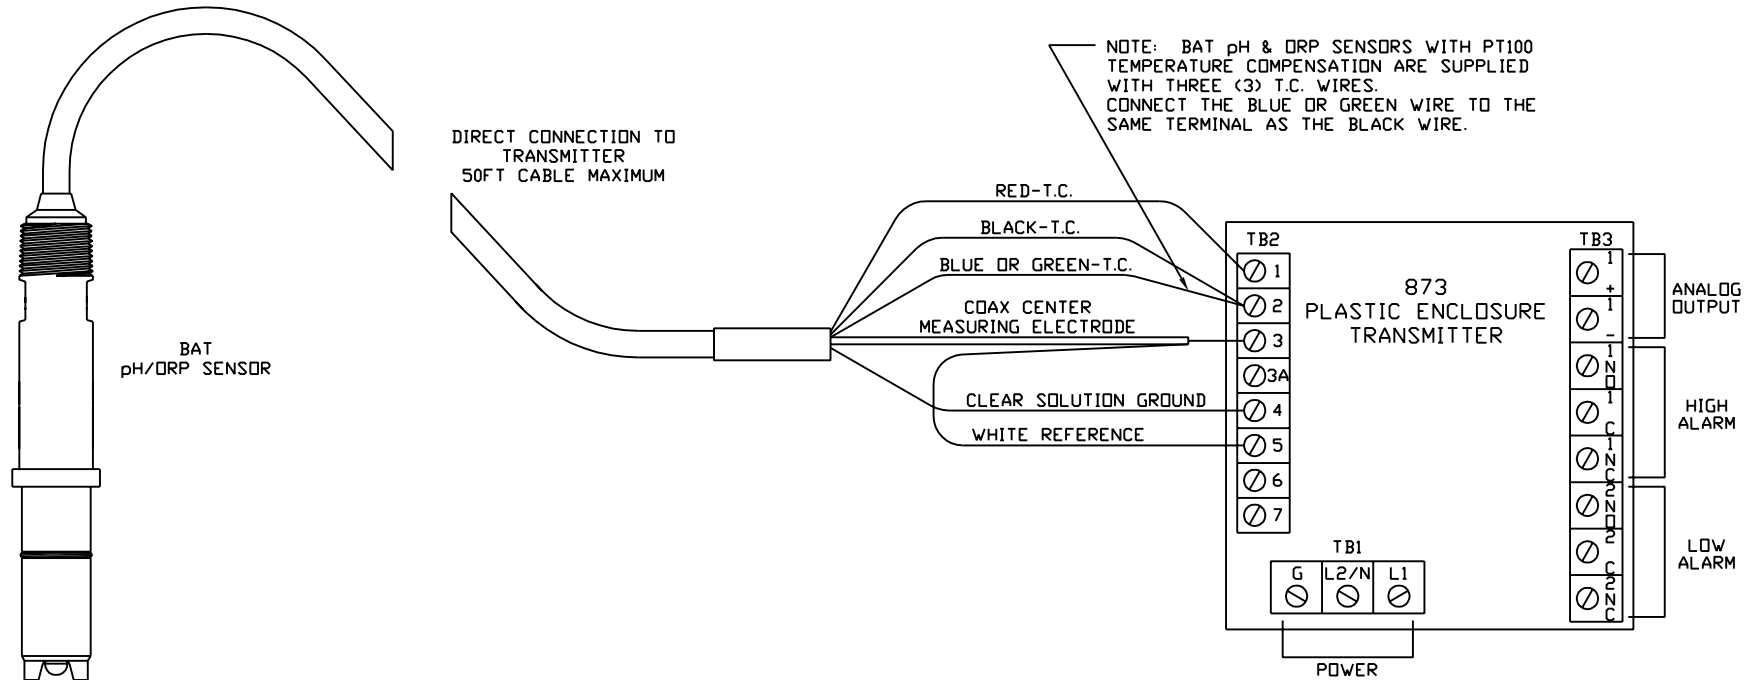 NOTE: BAT pH & ORP SENSORS WITH PT100
TEMPERATURE COMPENSATION ARE SUPPLIED
WITH THREE (3) T.C. WIRES.
CONNECT THE BLUE OR GREEN WIRE TO THE
SAME TERMINAL AS THE BLACK WIRE.
DIRECT CONNECTION TO
TRANSMITTER
50FT CABLE MAXIMUM
BAT
pH/ORP SENSOR
RED-T.C.
BLACK-T.C.
BLUE OR GREEN-T.C.
COAX CENTER
MEASURING ELECTRODE
CLEAR SOLUTION GROUND
WHITE REFERENCE
TB2
1
2
3
3A
4
5
6
7
873
PLASTIC ENCLOSURE
TRANSMITTER
TB1
G L2/N L1
POWER
TB3
1
+
1
-
1
N
O
1
C
1
N
C
2
N
O
2
C
2
N
C
ANALOG
OUTPUT
HIGH
ALARM
LOW
ALARM